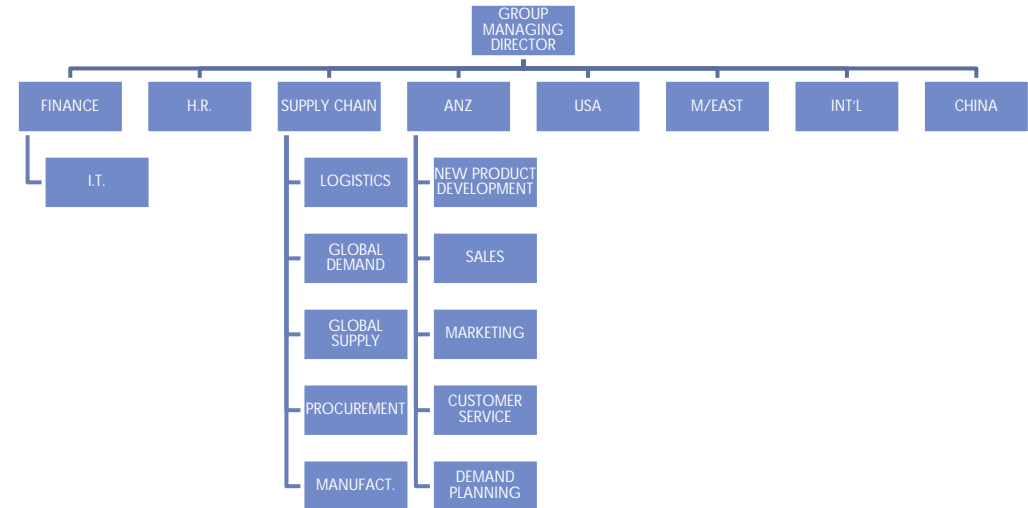 GROUP
MANAGING
DIRECTOR
FINANCE
H.R.
SUPPLY CHAIN
ANZ
USA
M/EAST
INT'L
CHINA
I.T.
LOGISTICS
NEW PRODUCT
DEVELOPMENT
GLOBAL
DEMAND
SALES
GLOBAL
SUPPLY
MARKETING
PROCUREMENT
CUSTOMER
SERVICE
MANUFACT.
DEMAND
PLANNING